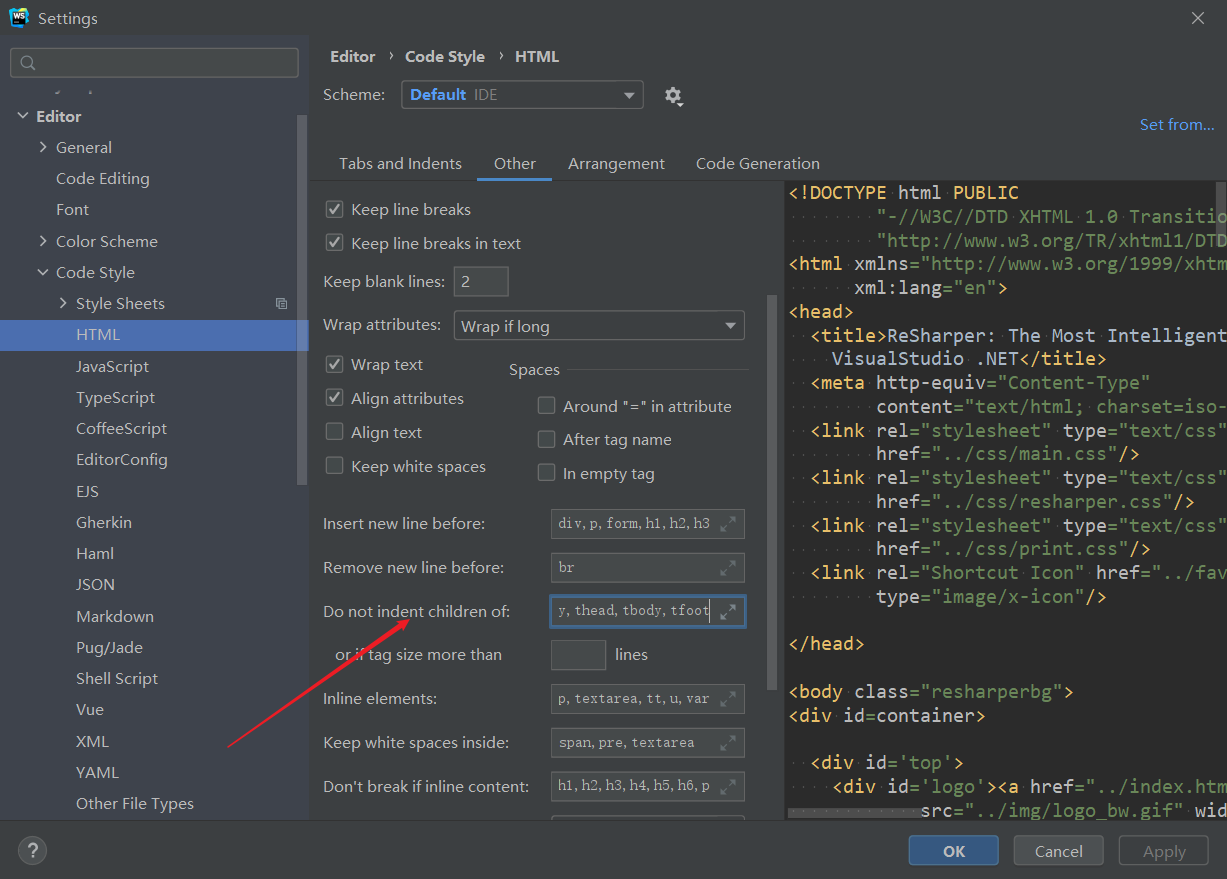 WS
Settings
Editor
General
Code Editing
Font
Color Scheme
Code Style
Style Sheets
HTML
JavaScript
TypeScript
CoffeeScript
EditorConfig
EJS
Gherkin
Haml
JSON
Markdown
Pug/Jade
Shell Script
Vue
XML
YAML
Other File Types
Editor › Code Style › HTML
Scheme: Default IDE
Set from...
Tabs and Indents Other Arrangement Code Generation
Keep line breaks
Keep line breaks in text
Keep blank lines: 2
Wrap attributes: Wrap if long
Wrap text
Align attributes
Align text
Keep white spaces
Spaces
Around "=" in attribute
After tag name
In empty tag
Insert new line before: div, p, form, h1, h2, h3
Remove new line before: br
Do not indent children of: y, thead, tbody, tfoot
or if tag size more than lines
Inline elements: p, textarea, tt, u, var
Keep white spaces inside: span, pre, textarea
Don't break if inline content: h1, h2, h3, h4, h5, h6, p
<!DOCTYPE html PUBLIC
"-//W3C//DTD XHTML 1.0 Transitio
"http://www.w3.org/TR/xhtml1/DTD
<html xmlns="http://www.w3.org/1999/xhtm
xml:lang="en">
<head>
<title>ReSharper: The Most Intelligent
VisualStudio .NET</title>
<meta http-equiv="Content-Type"
content="text/html; charset=iso-
<link rel="stylesheet" type="text/css"
href="../css/main.css"/>
<link rel="stylesheet" type="text/css"
href="../css/resharper.css"/>
<link rel="stylesheet" type="text/css"
href="../css/print.css"/>
<link rel="Shortcut Icon" href="../fav
type="image/x-icon"/>
</head>
<body class="resharperbg">
<div id=container>
<div id='top'>
<div id='logo'><a href="../index.htm
src="../img/logo_bw.gif" wid
?
OK Cancel Apply